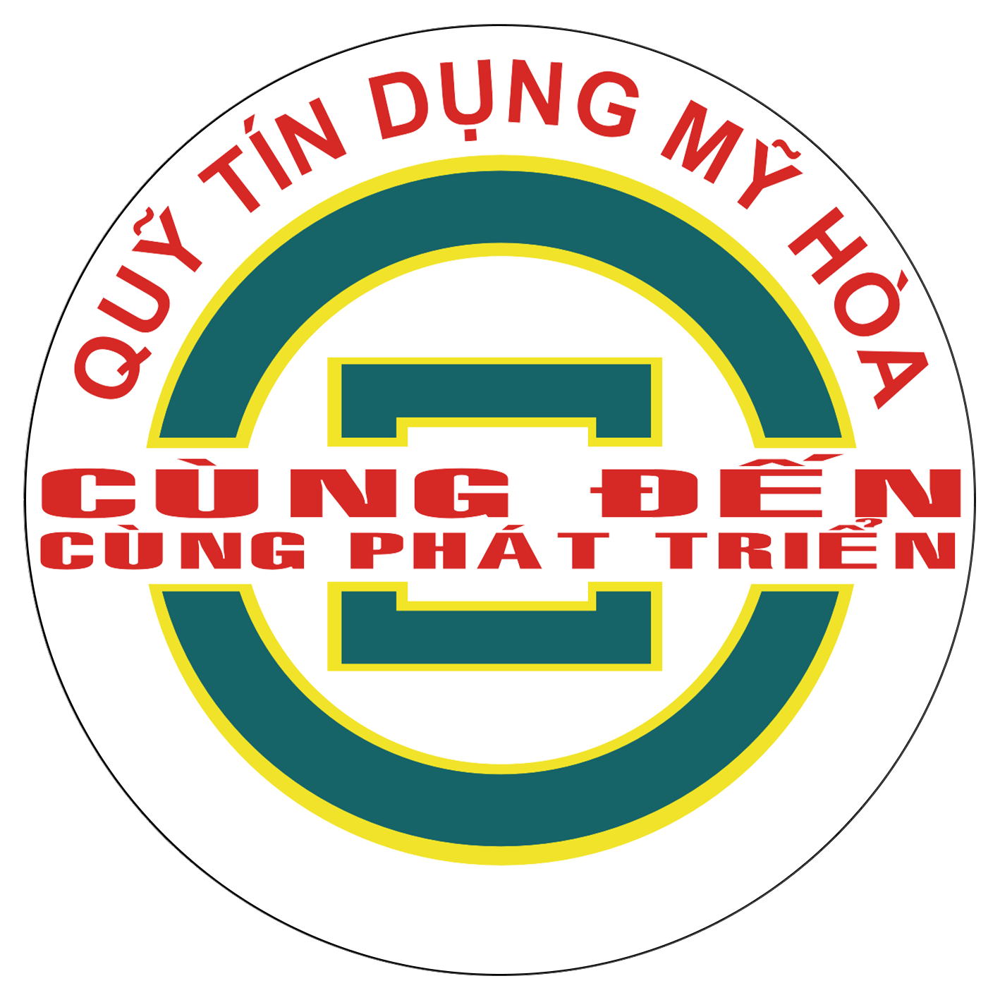 QUỸ TÍN DỤNG MỸ HÒA
CÙNG ĐẾN
CÙNG PHÁT TRIỂN